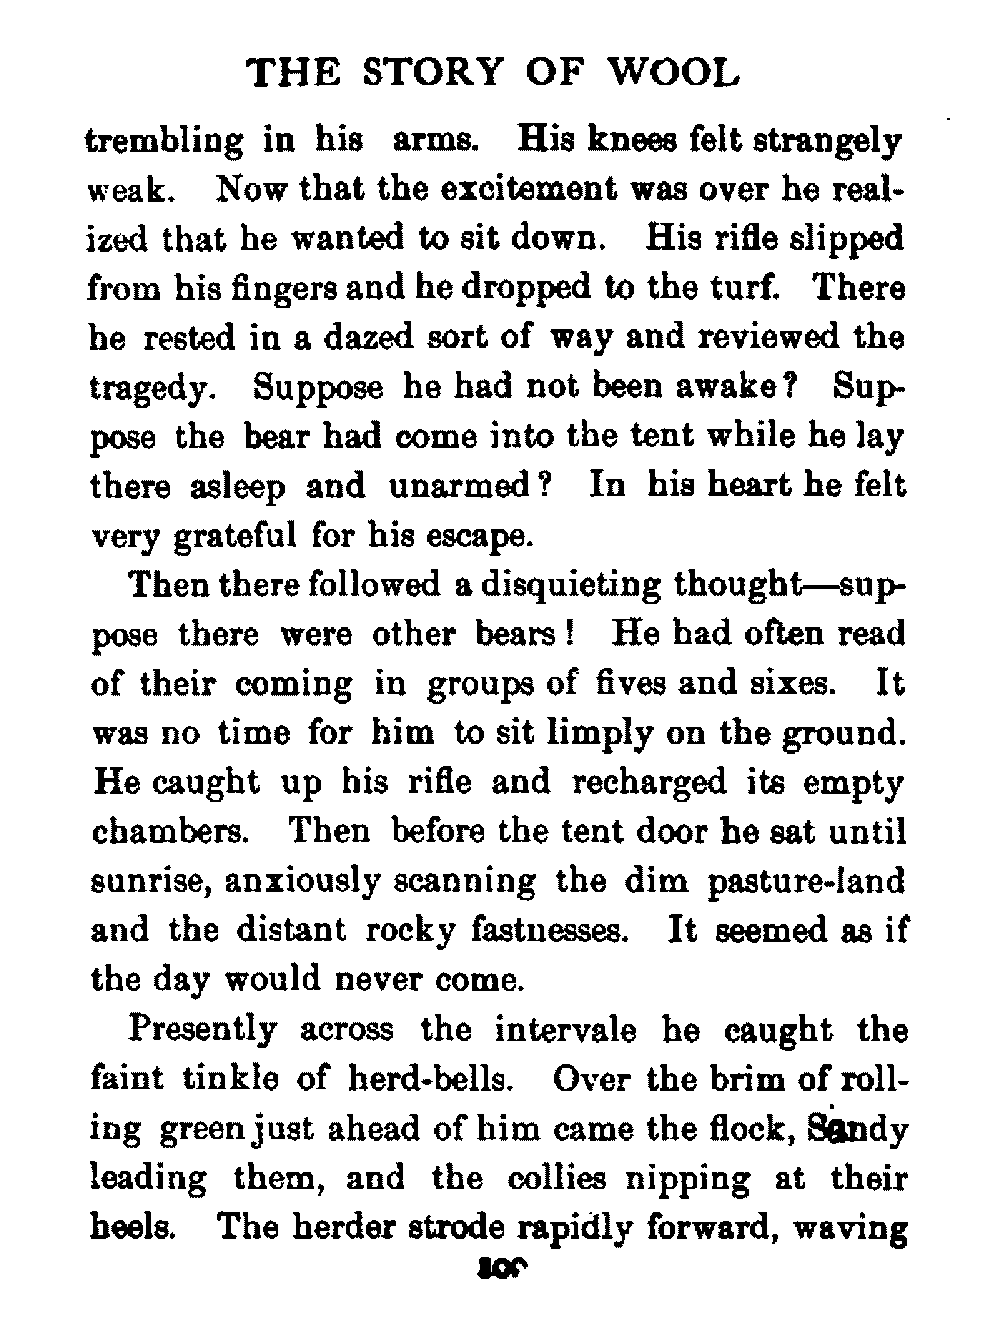 THE STORY OF WOOL
trembling in his arms. His knees felt strangely
weak. Now that the excitement was over he real-
ized that he wanted to sit down. His rifle slipped
from his fingers and he dropped to the turf. There
he rested in a dazed sort of way and reviewed the
tragedy. Suppose he had not been awake? Sup-
pose the bear had come into the tent while he lay
there asleep and unarmed? In his heart he felt
very grateful for his escape.
Then there followed a disquieting thought—sup-
pose there were other bears! He had often read
of their coming in groups of fives and sixes. It
was no time for him to sit limply on the ground.
He caught up his rifle and recharged its empty
chambers. Then before the tent door he sat until
sunrise, anxiously scanning the dim pasture-land
and the distant rocky fastnesses. It seemed as if
the day would never come.
Presently across the intervale he caught the
faint tinkle of herd-bells. Over the brim of roll-
ing green just ahead of him came the flock, Sandy
leading them, and the collies nipping at their
heels. The herder strode rapidly forward, waving